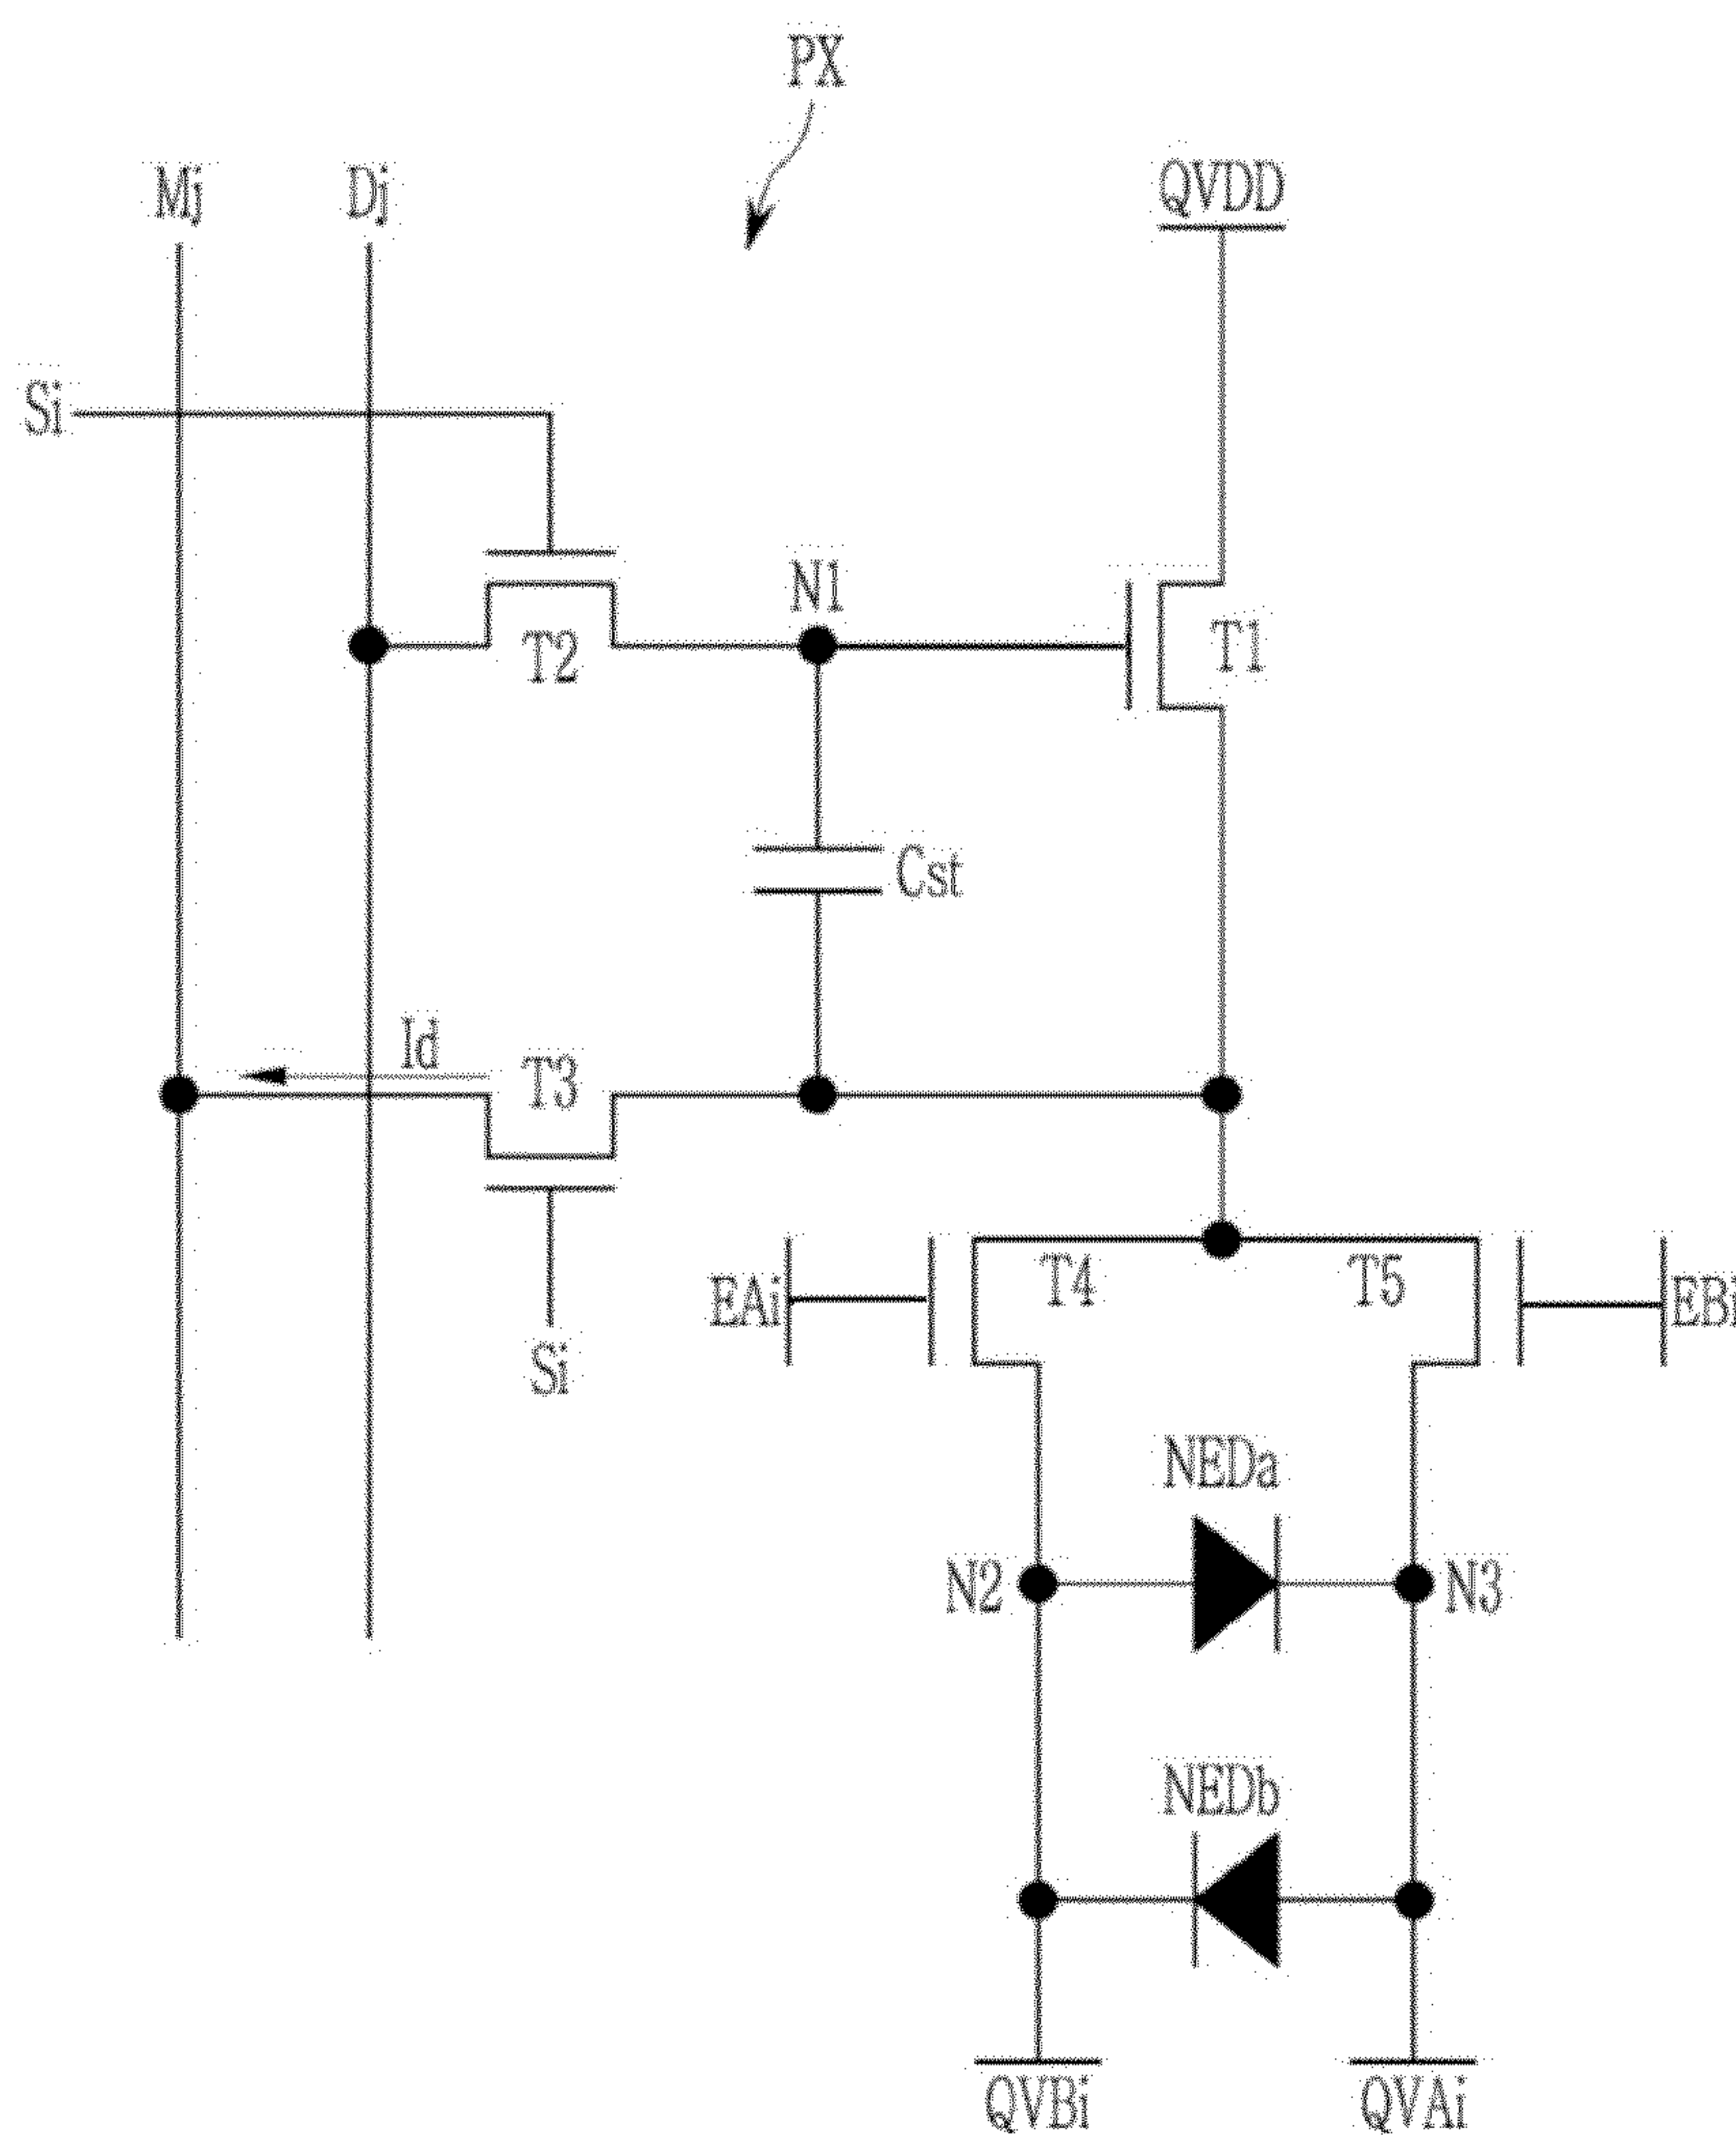 PX
Mj
Dj
QVDD
Si
N1
T2
T1
Cst
Id
T3
Si
EAi
T4
T5
EBi
NEDa
N2
N3
NEDb
QVBi
QVAi